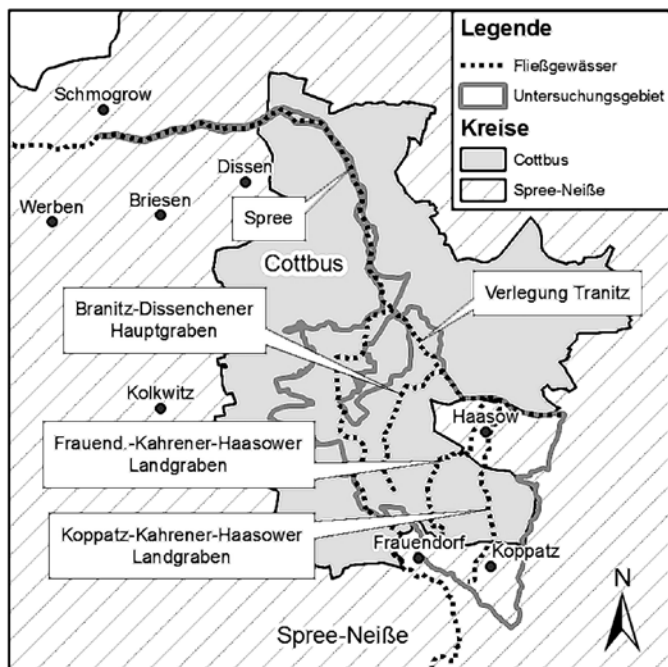 Legende
Fließgewässer
Untersuchungsgebiet
Kreise
Cottbus
Spree-Neiße
Schmogrow
Dissen
Werben
Briesen
Spree
Cottbus
Branitz-Dissenchener
Hauptgraben
Verlegung Tranitz
Kolkwitz
Haasow
Frauend.-Kahrener-Haasower
Landgraben
Koppatz-Kahrener-Haasower
Landgraben
Frauendorf
Koppatz
N
Spree-Neiße